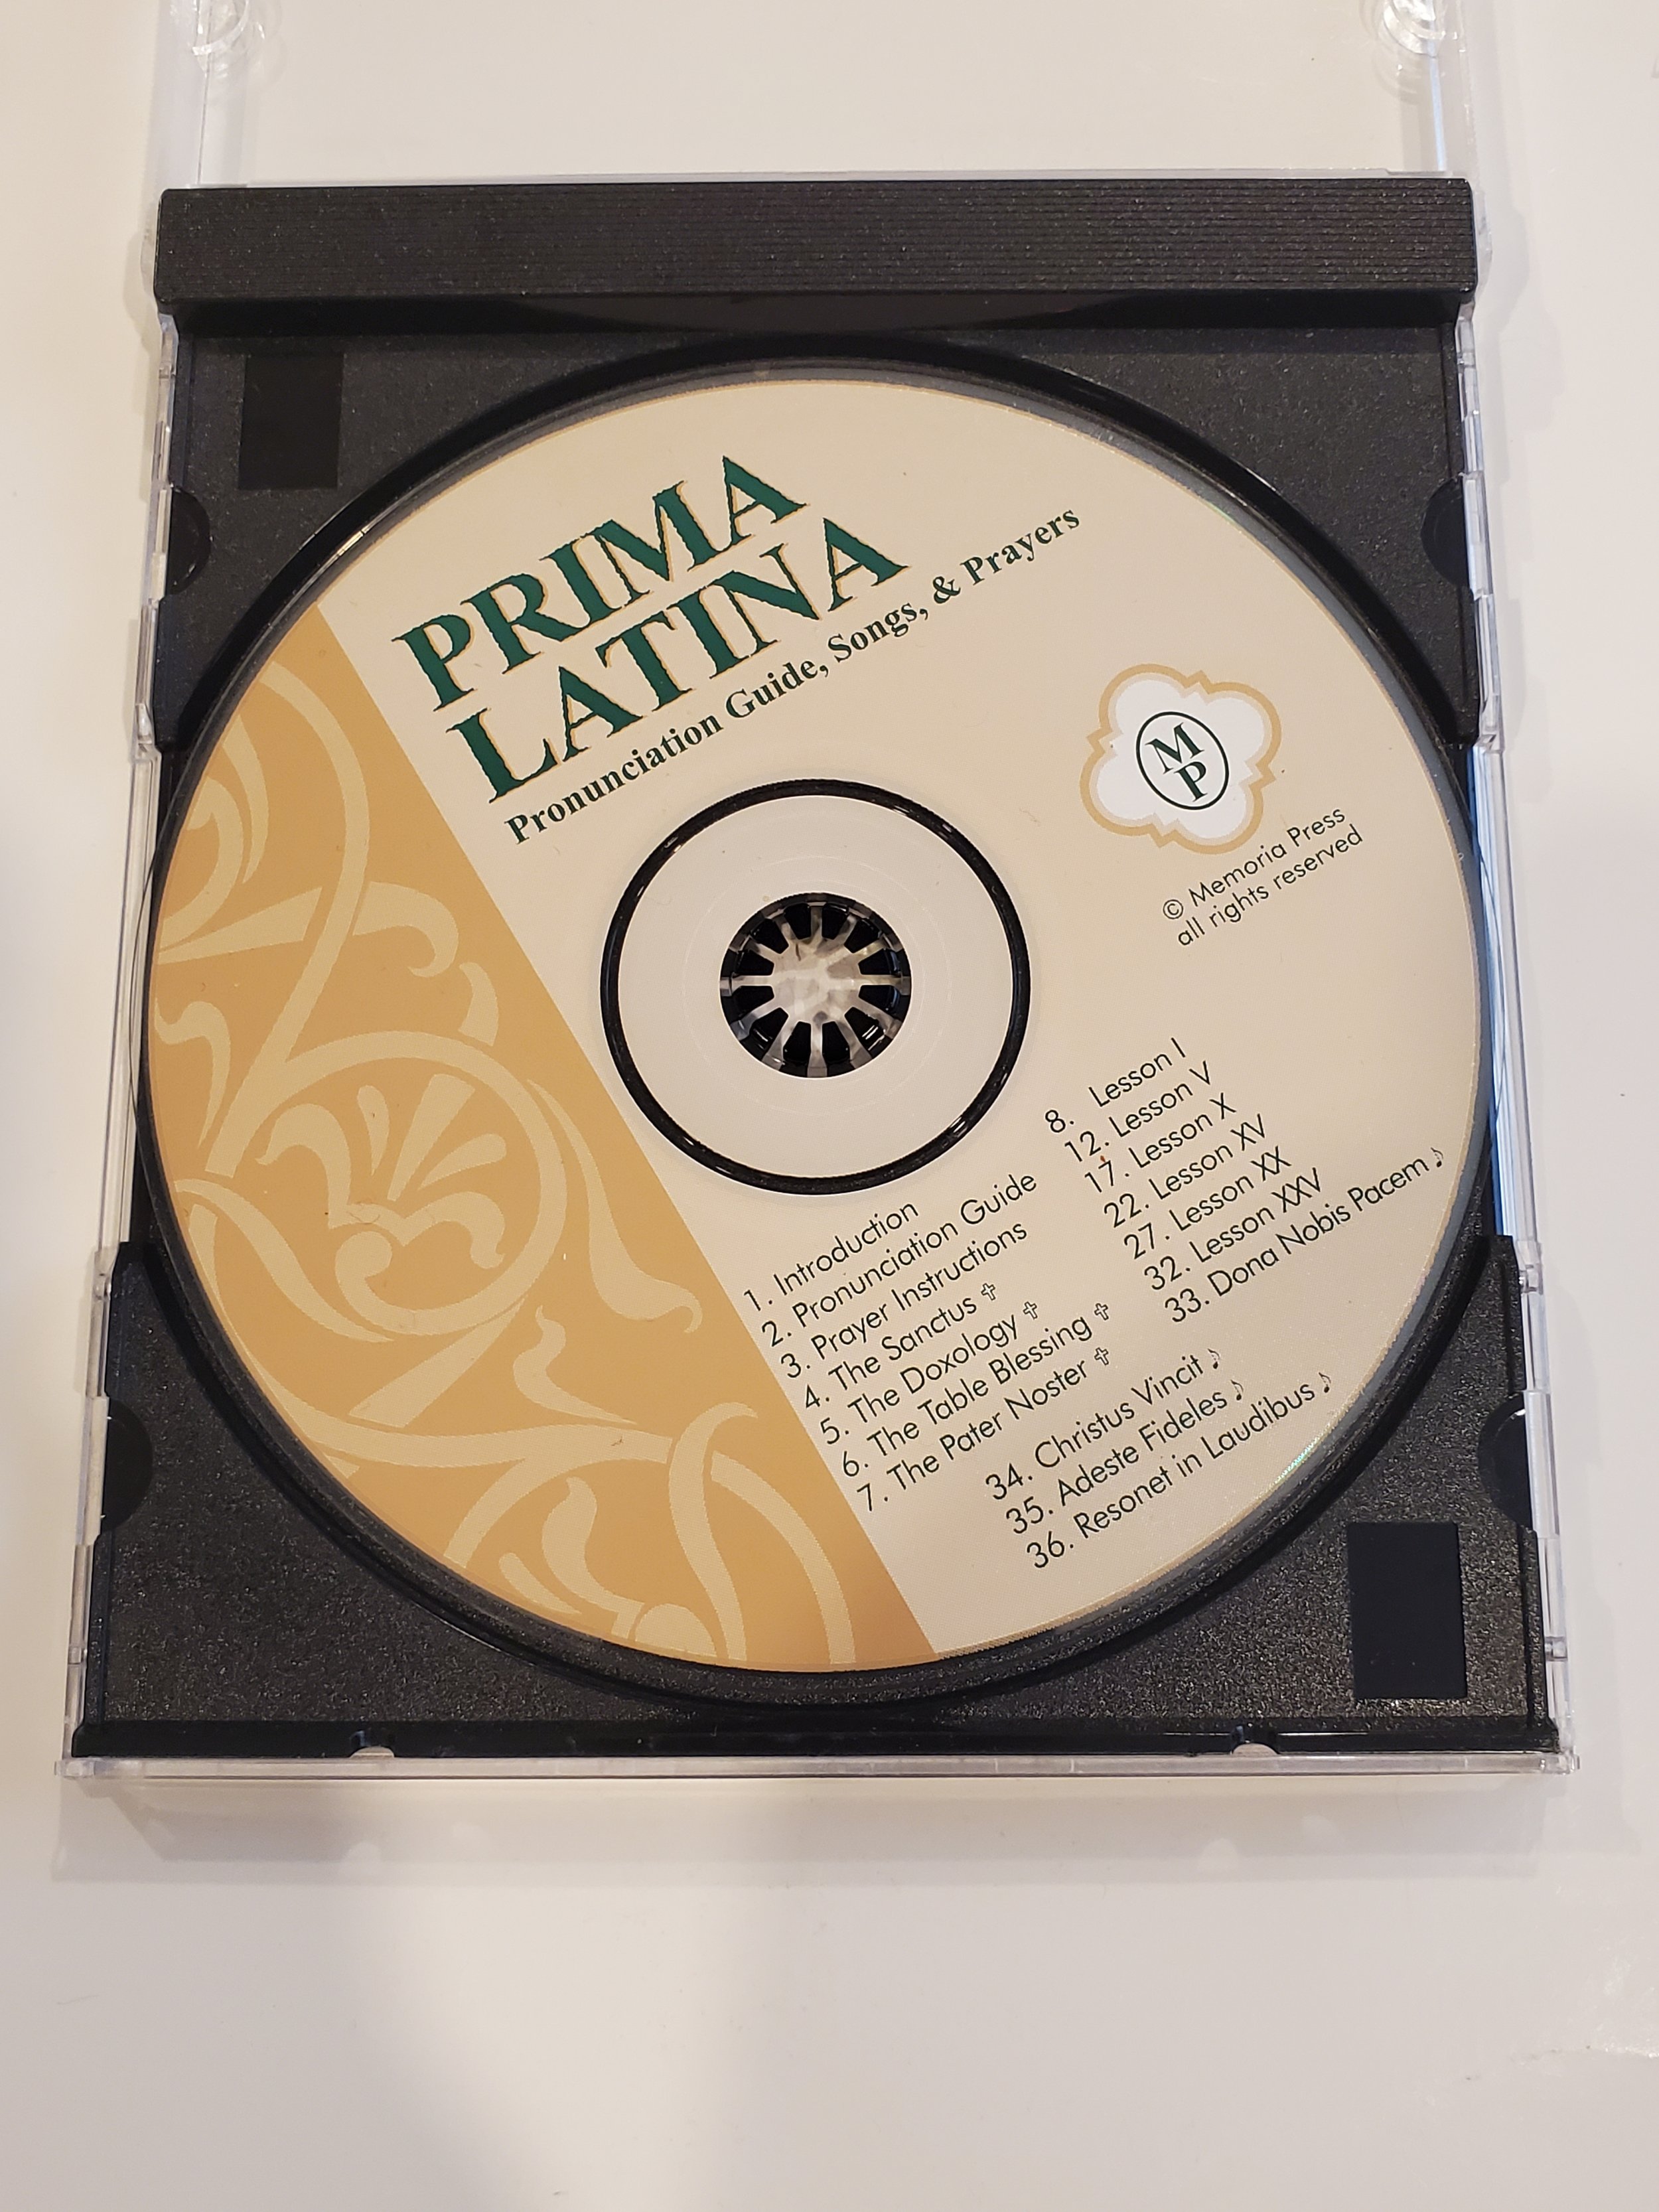 PRIMA
LATINA
Pronunciation Guide, Songs, & Prayers
M
P
© Memoria Press
all rights reserved
1. Introduction
2. Pronunciation Guide
3. Prayer Instructions
4. The Sanctus ✞
5. The Doxology ✞
6. The Table Blessing ✞
7. The Pater Noster ✞
8. Lesson I
12. Lesson V
17. Lesson X
22. Lesson XV
27. Lesson XX
32. Lesson XXV
33. Dona Nobis Pacem ♪
34. Christus Vincit ♪
35. Adeste Fideles ♪
36. Resonet in Laudibus ♪